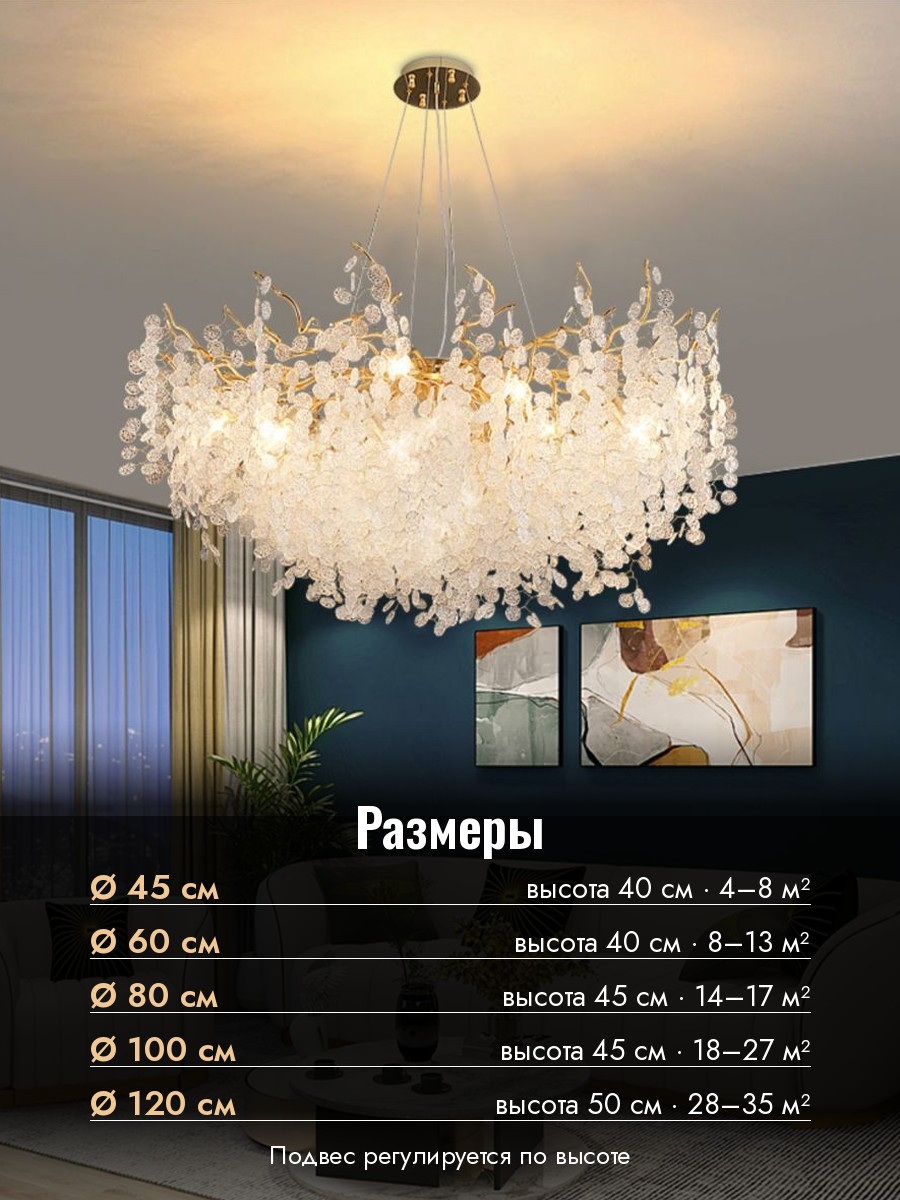 Размеры
Ø 45 см высота 40 см · 4–8 м²
Ø 60 см высота 40 см · 8–13 м²
Ø 80 см высота 45 см · 14–17 м²
Ø 100 см высота 45 см · 18–27 м²
Ø 120 см высота 50 см · 28–35 м²
Подвес регулируется по высоте